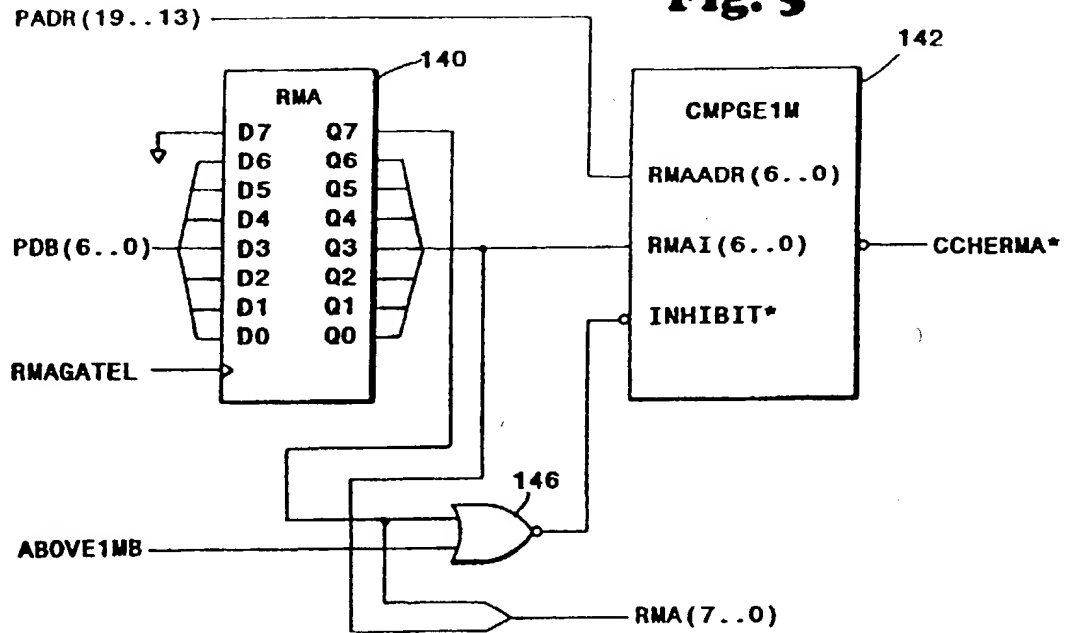 PADR(19..13)
Fig. 5
140
142
RMA
CMPGE1M
D7 Q7
D6 Q6
D5 Q5
D4 Q4
D3 Q3
D2 Q2
D1 Q1
D0 Q0
PDB(6..0)
RMAADR(6..0)
RMAI(6..0)
CCHERMA*
INHIBIT*
RMAGATEL
146
ABOVE1MB
RMA(7..0)